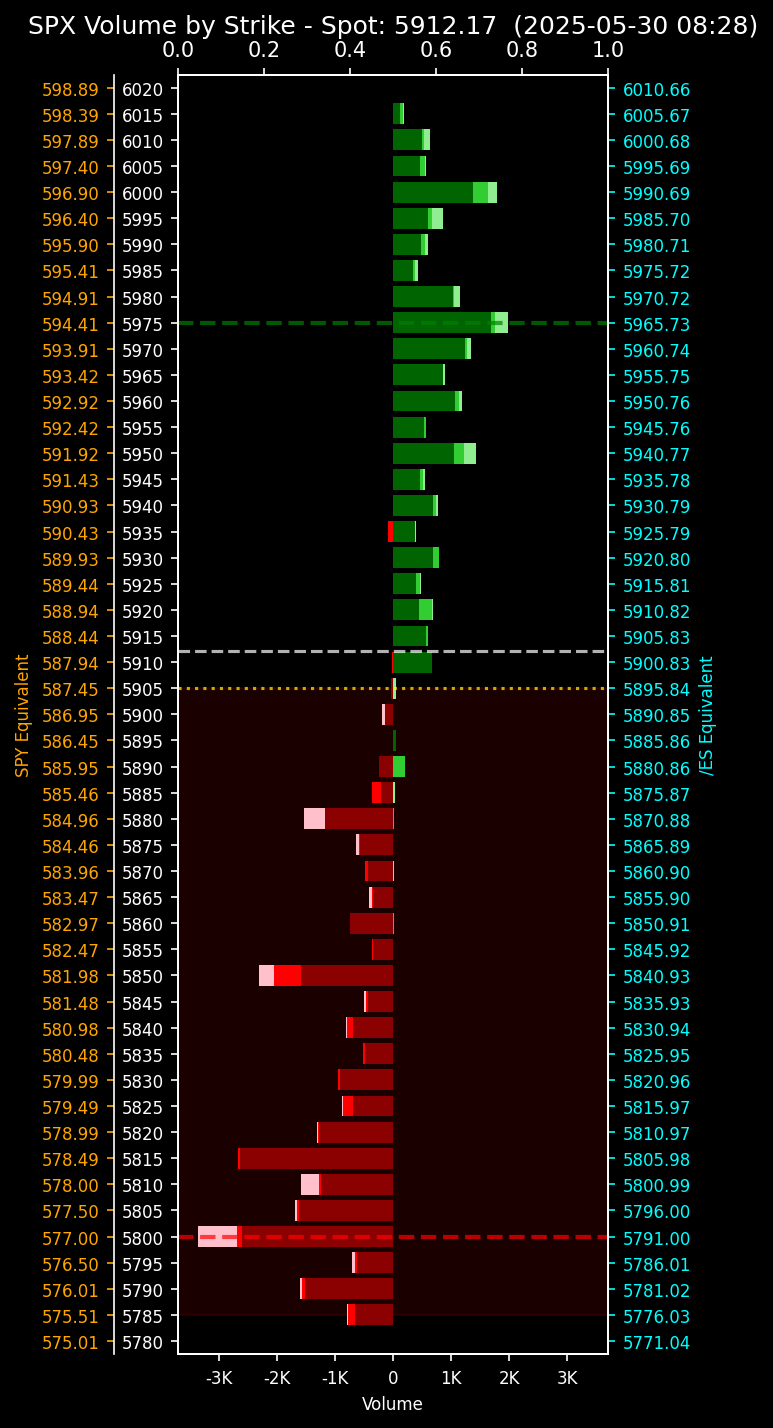 SPX Volume by Strike - Spot: 5912.17 (2025-05-30 08:28)
0.0 0.2 0.4 0.6 0.8 1.0
598.89 6020 6010.66
598.39 6015 6005.67
597.89 6010 6000.68
597.40 6005 5995.69
596.90 6000 5990.69
596.40 5995 5985.70
595.90 5990 5980.71
595.41 5985 5975.72
594.91 5980 5970.72
594.41 5975 5965.73
593.91 5970 5960.74
593.42 5965 5955.75
592.92 5960 5950.76
592.42 5955 5945.76
591.92 5950 5940.77
591.43 5945 5935.78
590.93 5940 5930.79
590.43 5935 5925.79
589.93 5930 5920.80
589.44 5925 5915.81
588.94 5920 5910.82
588.44 5915 5905.83
587.94 5910 5900.83
587.45 5905 5895.84
586.95 5900 5890.85
586.45 5895 5885.86
585.95 5890 5880.86
585.46 5885 5875.87
584.96 5880 5870.88
584.46 5875 5865.89
583.96 5870 5860.90
583.47 5865 5855.90
582.97 5860 5850.91
582.47 5855 5845.92
581.98 5850 5840.93
581.48 5845 5835.93
580.98 5840 5830.94
580.48 5835 5825.95
579.99 5830 5820.96
579.49 5825 5815.97
578.99 5820 5810.97
578.49 5815 5805.98
578.00 5810 5800.99
577.50 5805 5796.00
577.00 5800 5791.00
576.50 5795 5786.01
576.01 5790 5781.02
575.51 5785 5776.03
575.01 5780 5771.04
SPY Equivalent
/ES Equivalent
-3K -2K -1K 0 1K 2K 3K
Volume